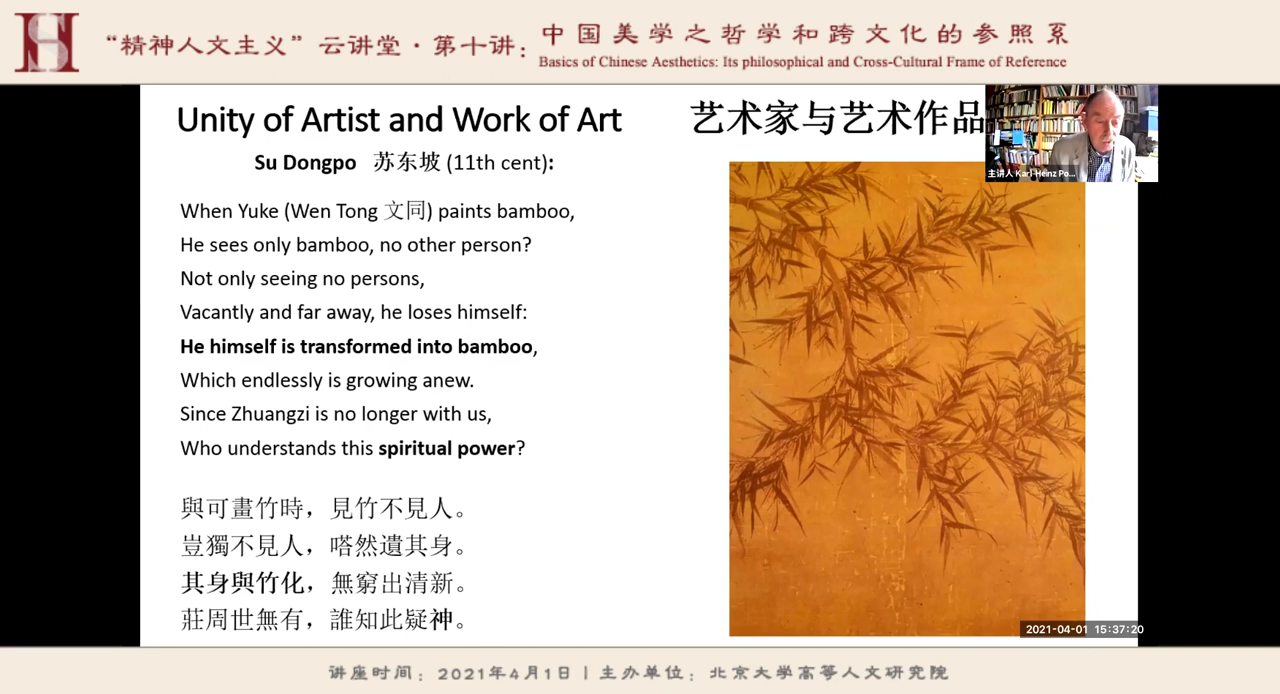 “精神人文主义”云讲堂·第十讲：
中国美学之哲学和跨文化的参照系
Basics of Chinese Aesthetics: Its philosophical and Cross-Cultural Frame of Reference
Unity of Artist and Work of Art
艺术家与艺术作品
主讲人 Karl-Heinz Po...
Su Dongpo 苏东坡 (11th cent):
When Yuke (Wen Tong 文同) paints bamboo,
He sees only bamboo, no other person?
Not only seeing no persons,
Vacantly and far away, he loses himself:
He himself is transformed into bamboo,
Which endlessly is growing anew.
Since Zhuangzi is no longer with us,
Who understands this spiritual power?
與可畫竹時，見竹不見人。
豈獨不見人，嗒然遺其身。
其身與竹化，無窮出清新。
莊周世無有，誰知此疑神。
2021-04-01 15:37:20
讲座时间：2021年4月1日｜主办单位：北京大学高等人文研究院